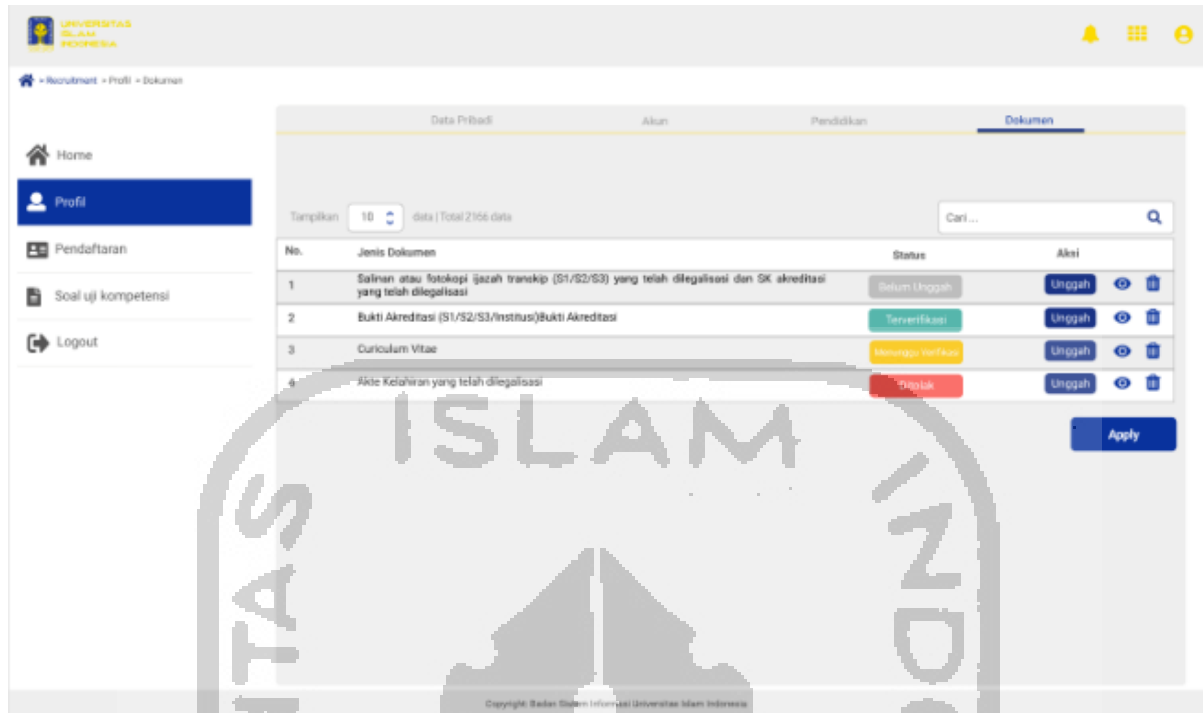 UNIVERSITAS
ISLAM
INDONESIA
» Recruitment » Profil » Dokumen
Data Pribadi Akun Pendidikan Dokumen
Home
Profil
Pendaftaran
Soal uji kompetensi
Logout
Tampilkan 10 data | Total 2166 data Cari ...
No. Jenis Dokumen Status Aksi
1 Salinan atau fotokopi ijazah transkip (S1/S2/S3) yang telah dilegalisasi dan SK akreditasi
yang telah dilegalisasi Belum Unggah Unggah
2 Bukti Akreditasi (S1/S2/S3/Institusi)Bukti Akreditasi Terverifikasi Unggah
3 Curiculum Vitae Menunggu Verifikasi Unggah
4 Akte Kelahiran yang telah dilegalisasi Ditolak Unggah
Apply
ISLAM
INDO
ITAS
Copyright: Badan Sistem Informasi Universitas Islam Indonesia